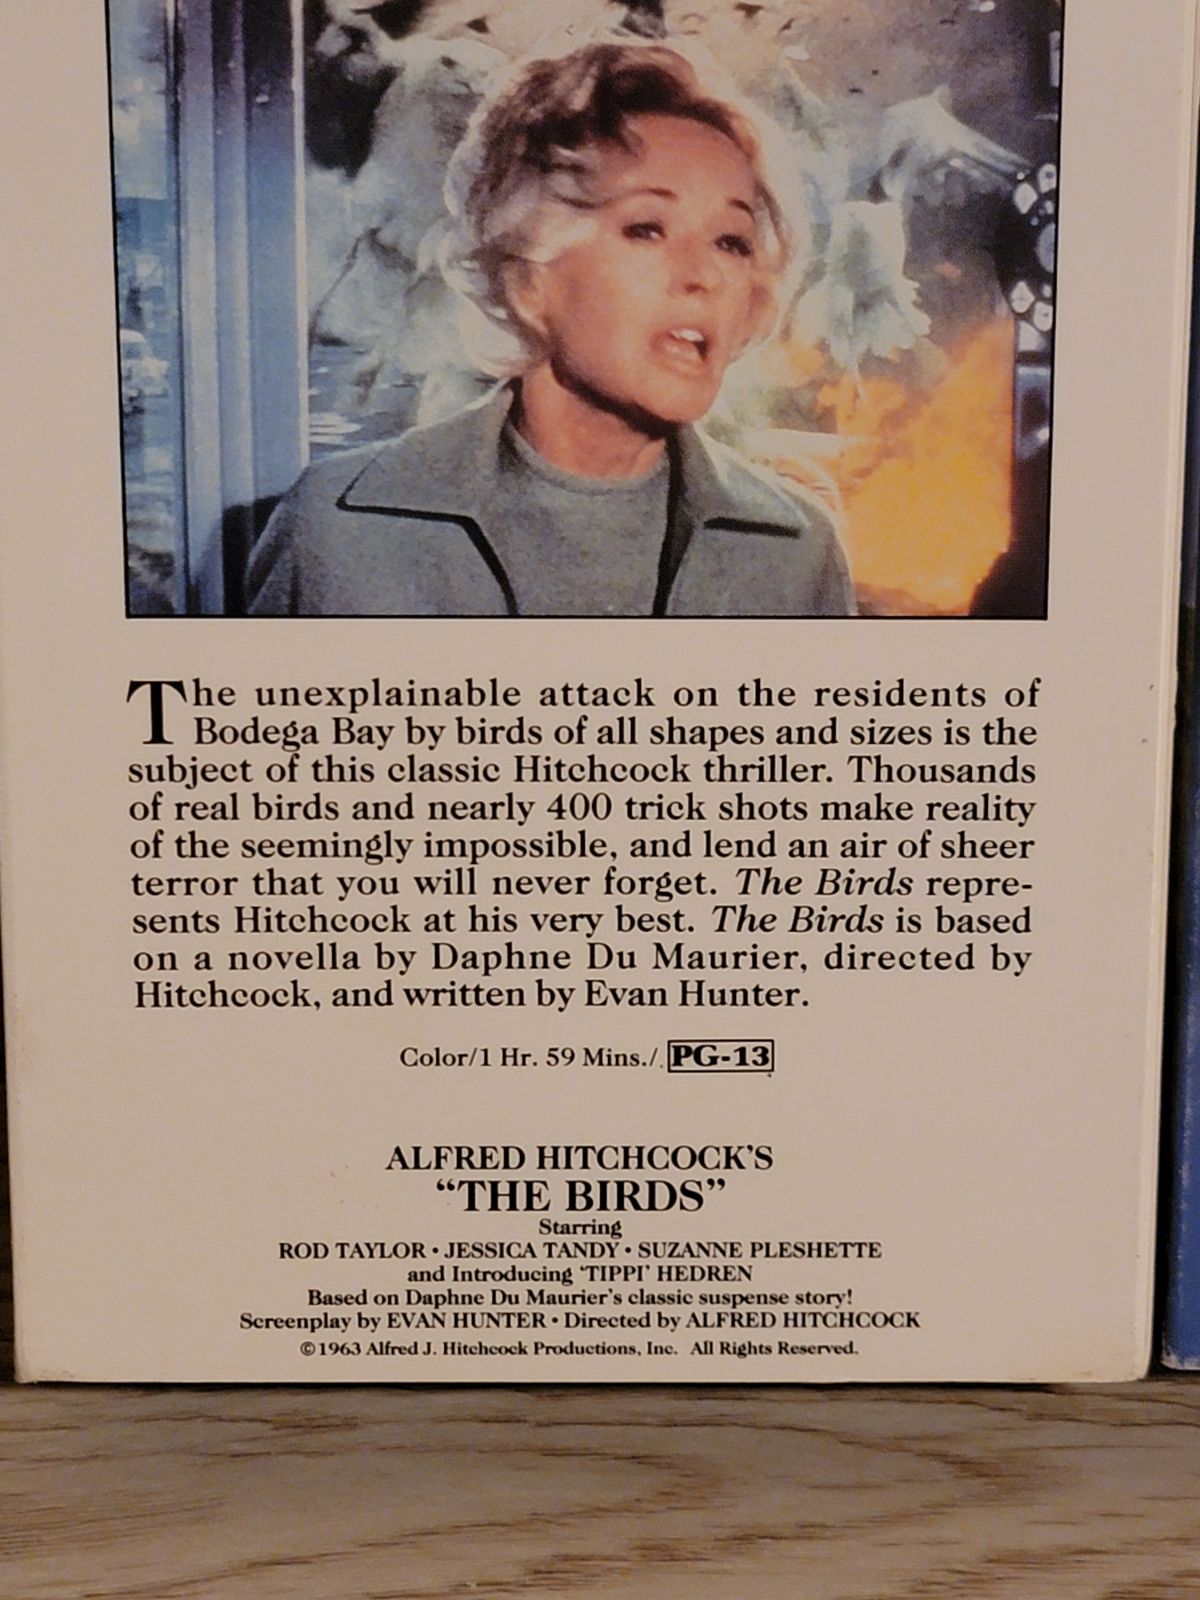 The unexplainable attack on the residents of
Bodega Bay by birds of all shapes and sizes is the
subject of this classic Hitchcock thriller. Thousands
of real birds and nearly 400 trick shots make reality
of the seemingly impossible, and lend an air of sheer
terror that you will never forget. The Birds repre-
sents Hitchcock at his very best. The Birds is based
on a novella by Daphne Du Maurier, directed by
Hitchcock, and written by Evan Hunter.
Color/1 Hr. 59 Mins./ PG-13
ALFRED HITCHCOCK'S
“THE BIRDS”
Starring
ROD TAYLOR • JESSICA TANDY • SUZANNE PLESHETTE
and Introducing ‘TIPPI’ HEDREN
Based on Daphne Du Maurier's classic suspense story!
Screenplay by EVAN HUNTER • Directed by ALFRED HITCHCOCK
©1963 Alfred J. Hitchcock Productions, Inc. All Rights Reserved.